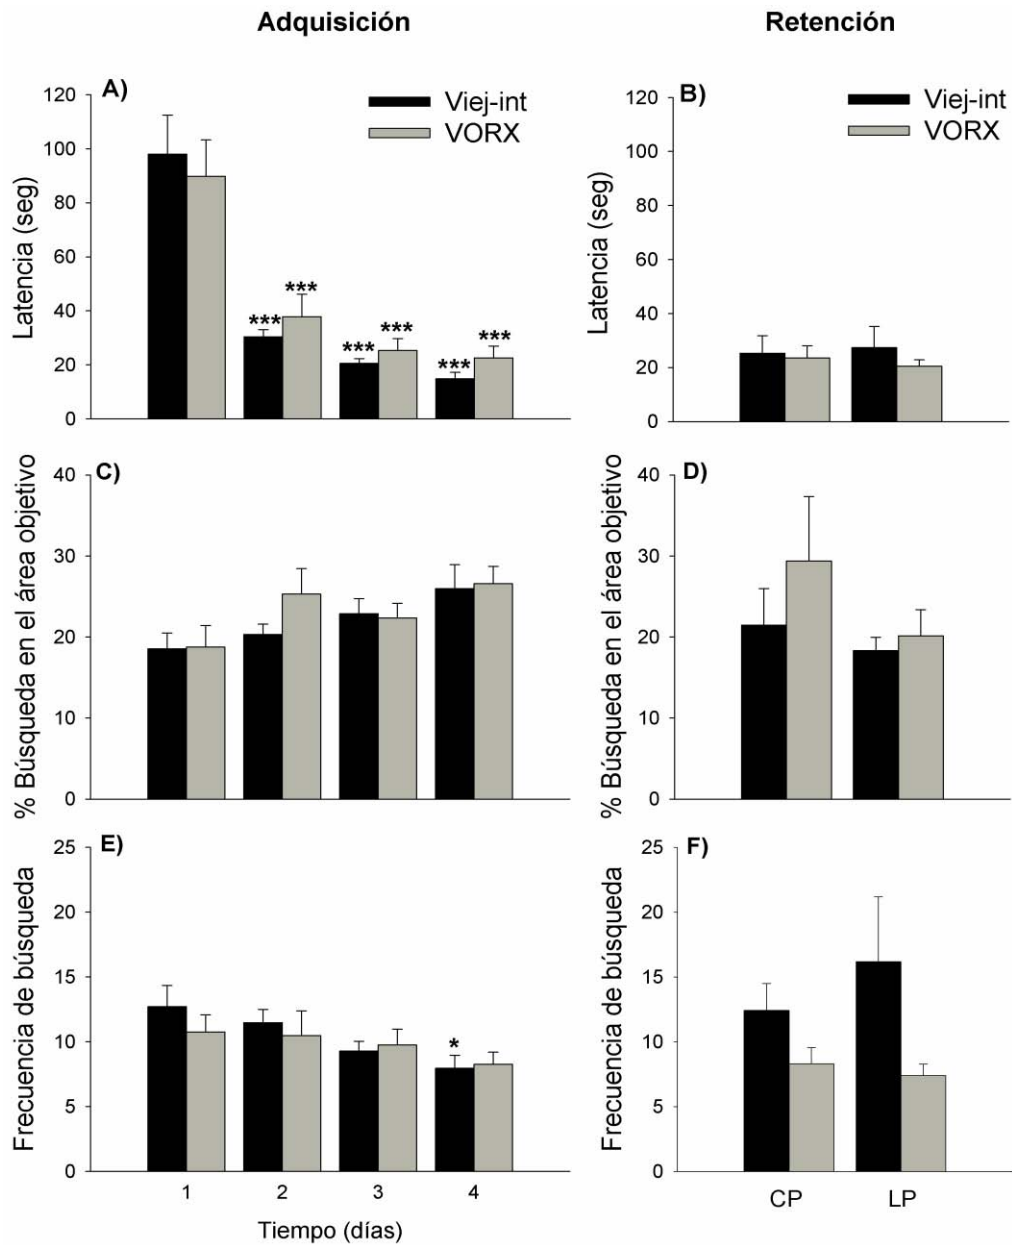 Adquisición
Retención
A)
Viej-int
VORX
Latencia (seg)
120
100
80
60
40
20
0
***
***
***
***
***
***
B)
Viej-int
VORX
Latencia (seg)
120
100
80
60
40
20
0
C)
% Búsqueda en el área objetivo
40
30
20
10
0
D)
% Búsqueda en el área objetivo
40
30
20
10
0
E)
Frecuencia de búsqueda
25
20
15
10
5
0
*
1
2
3
4
Tiempo (días)
F)
Frecuencia de búsqueda
25
20
15
10
5
0
CP
LP